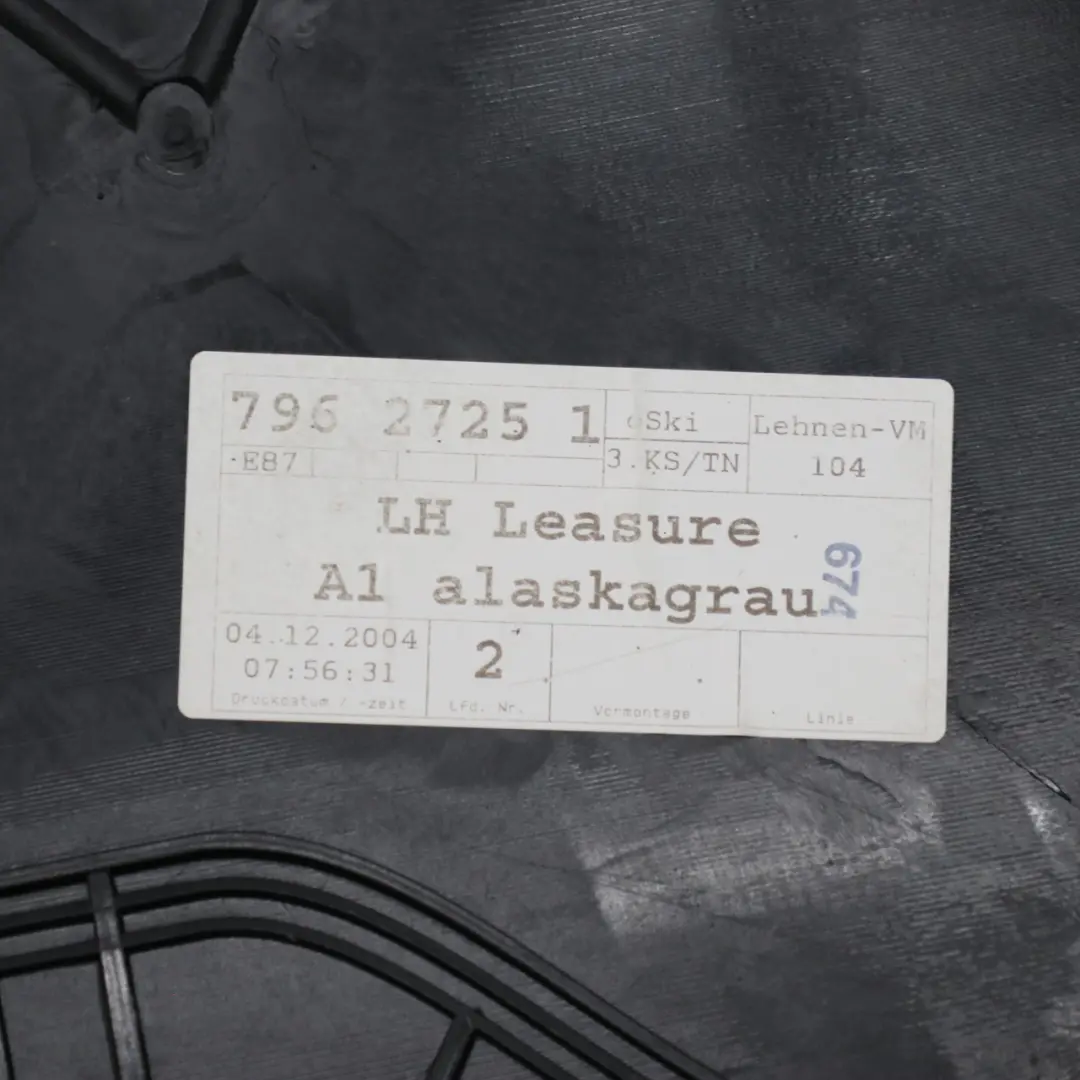 796 2725 1
oSki
Lehnen-VM
·E87
3.KS/TN
104
LH Leasure
A1 alaskagrau
674
04.12.2004
07:56:31
2
Druckdatum / -zeit
Lfd. Nr.
Vormontage
Linie